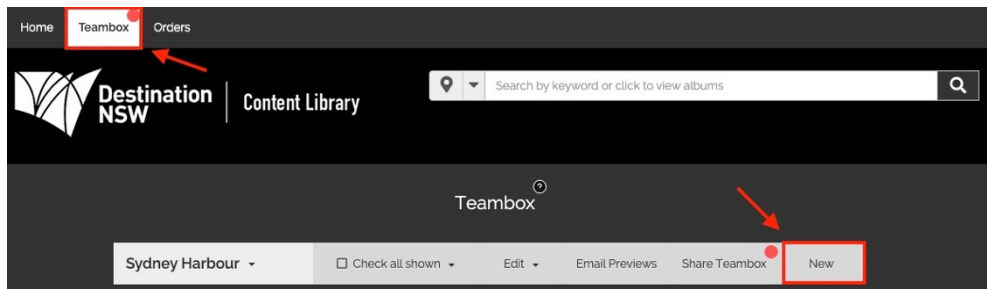 Home Teambox Orders
Destination
NSW
Content Library
Search by keyword or click to view albums
Teambox ?
Sydney Harbour Check all shown Edit Email Previews Share Teambox New